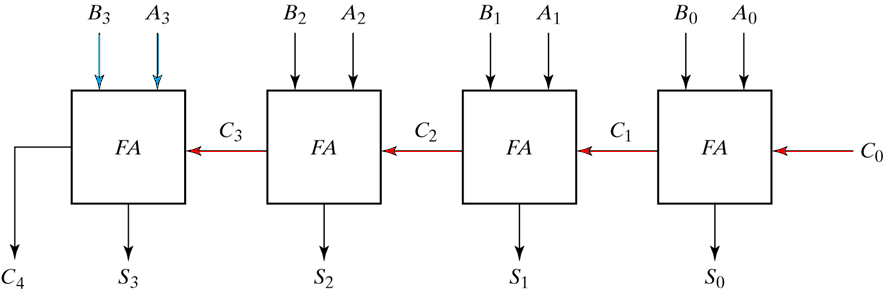 B₃ A₃ B₂ A₂ B₁ A₁ B₀ A₀
FA C₃ FA C₂ FA C₁ FA C₀
C₄ S₃ S₂ S₁ S₀